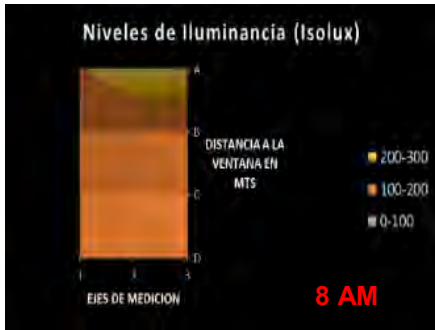 Niveles de Iluminancia (Isolux)
A
B
C
D
DISTANCIA A LA
VENTANA EN
MTS
200-300
100-200
0-100
1
3
EJES DE MEDICION
8 AM